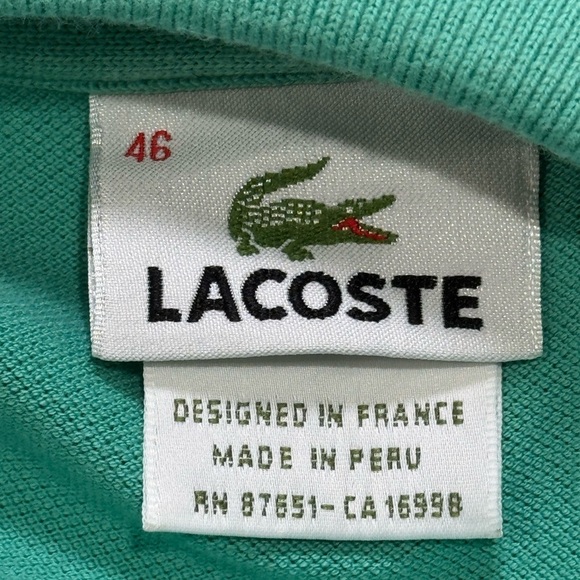 46
LACOSTE
DESIGNED IN FRANCE
MADE IN PERU
RN 87651-CA 16998